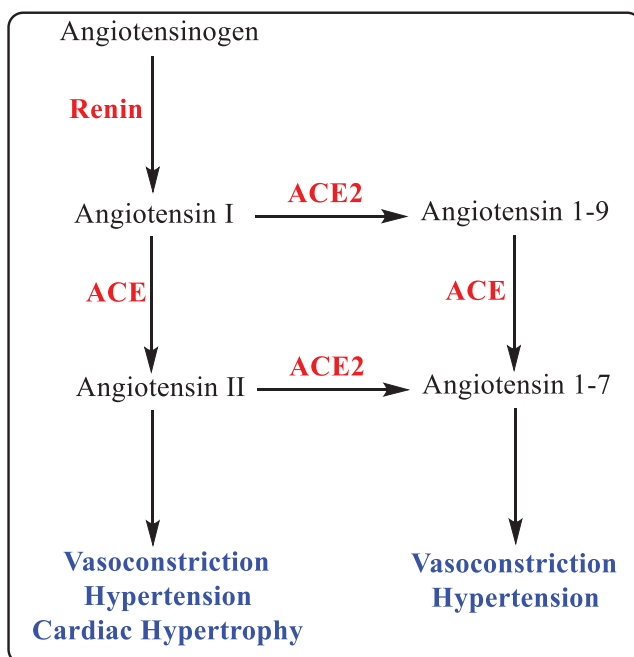 Angiotensinogen
Renin
Angiotensin I
ACE2
Angiotensin 1-9
ACE
ACE
Angiotensin II
ACE2
Angiotensin 1-7
Vasoconstriction
Hypertension
Cardiac Hypertrophy
Vasoconstriction
Hypertension